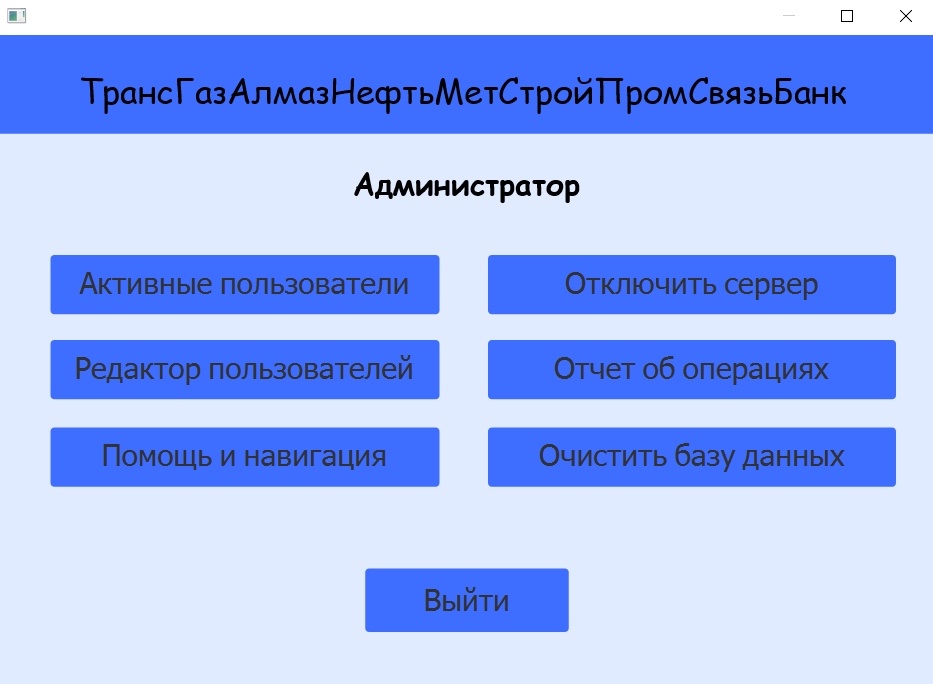 ТрансГазАлмазНефтьМетСтройПромСвязьБанк
Администратор
Активные пользователи
Отключить сервер
Редактор пользователей
Отчет об операциях
Помощь и навигация
Очистить базу данных
Выйти